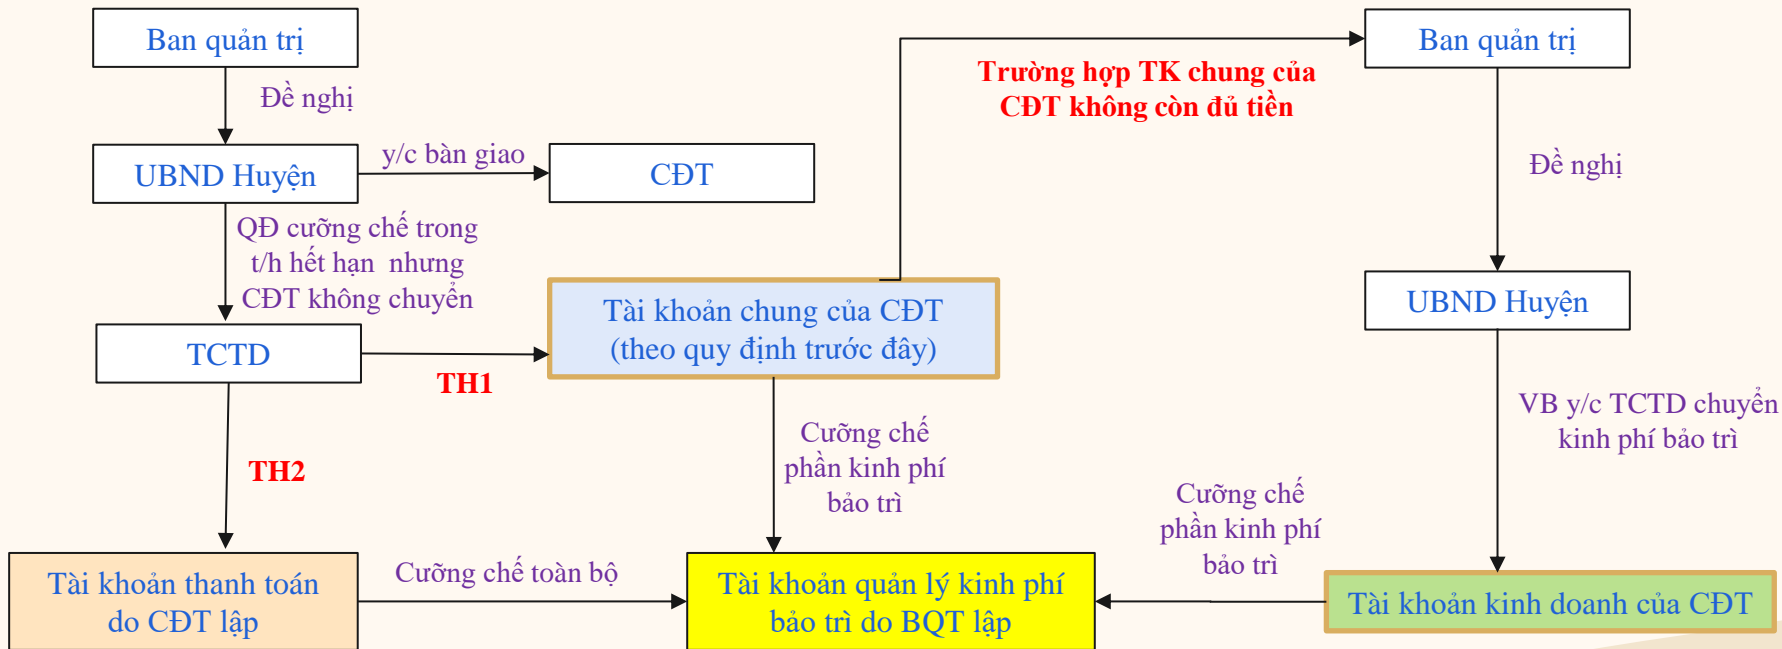 Ban quản trị
Đề nghị
UBND Huyện
y/c bàn giao
CĐT
QĐ cưỡng chế trong
t/h hết hạn nhưng
CĐT không chuyển
TCTD
TH1
TH2
Tài khoản chung của CĐT
(theo quy định trước đây)
Trường hợp TK chung của
CĐT không còn đủ tiền
Ban quản trị
Đề nghị
UBND Huyện
VB y/c TCTD chuyển
kinh phí bảo trì
Cưỡng chế
phần kinh phí
bảo trì
Cưỡng chế
phần kinh phí
bảo trì
Tài khoản thanh toán
do CĐT lập
Cưỡng chế toàn bộ
Tài khoản quản lý kinh phí
bảo trì do BQT lập
Tài khoản kinh doanh của CĐT